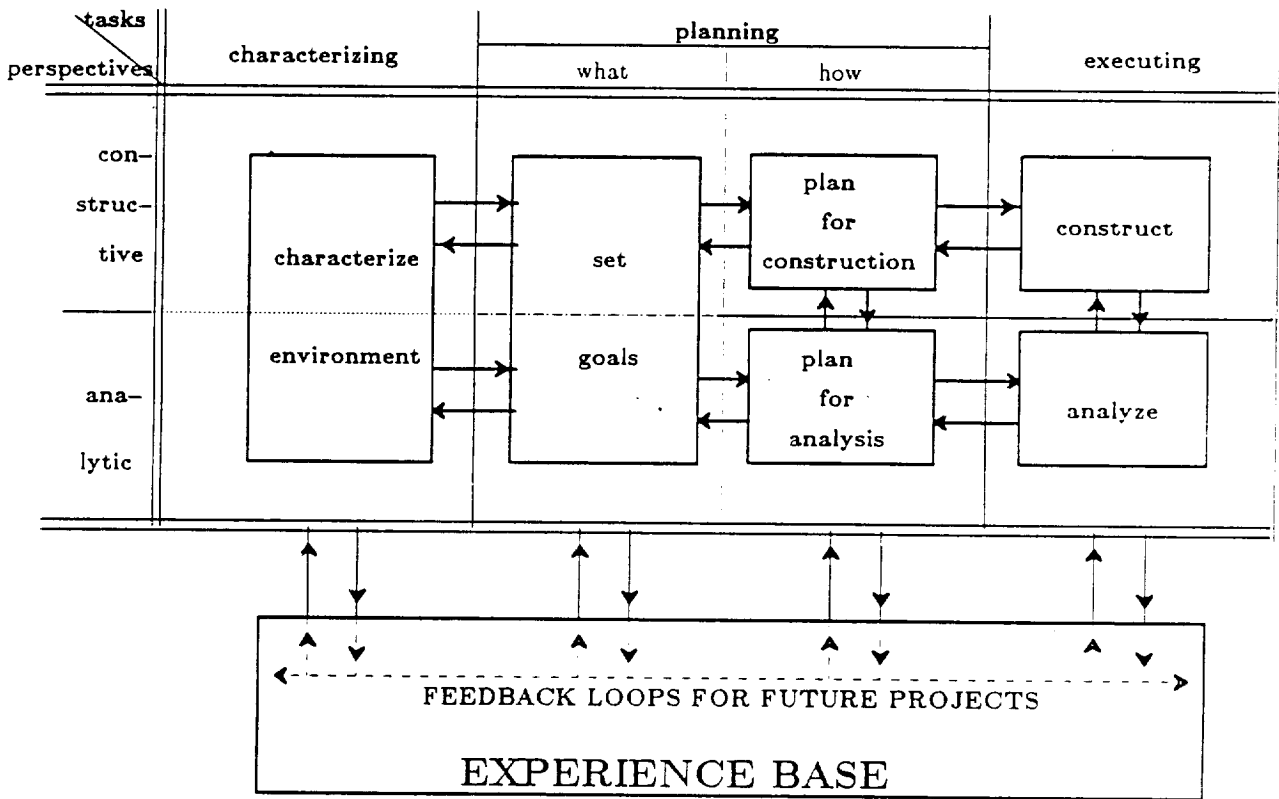 tasks
perspectives
characterizing
planning
what
how
executing
con–
struc–
tive
ana–
lytic
characterize
environment
set
goals
plan
for
construction
plan
for
analysis
construct
analyze
FEEDBACK LOOPS FOR FUTURE PROJECTS
EXPERIENCE BASE